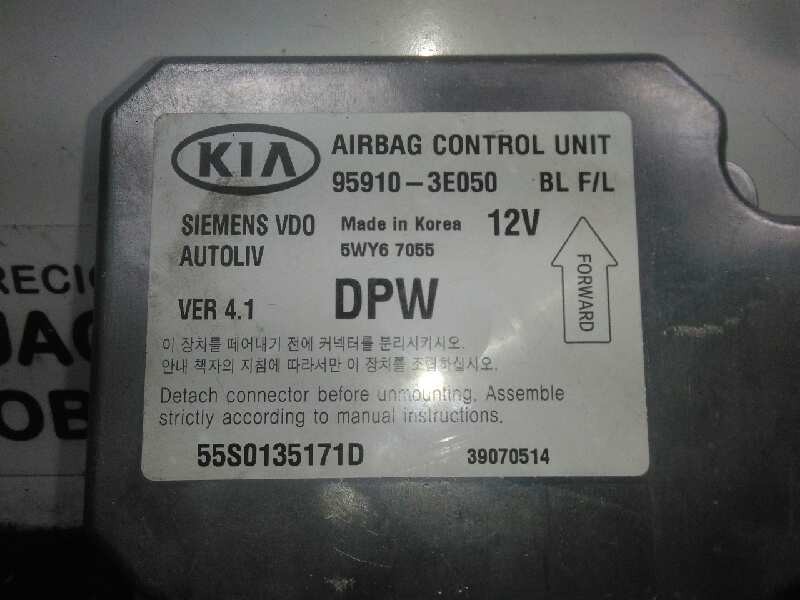 KIA
AIRBAG CONTROL UNIT
95910-3E050 BL F/L
SIEMENS VDO Made in Korea 12V
AUTOLIV 5WY6 7055
VER 4.1 DPW
FORWARD
이 장치를 떼어내기 전에 커넥터를 분리시키시오.
안내 책자의 지침에 따라서만 이 장치를 조립하십시오.
Detach connector before unmounting. Assemble
strictly according to manual instructions.
55S0135171D 39070514